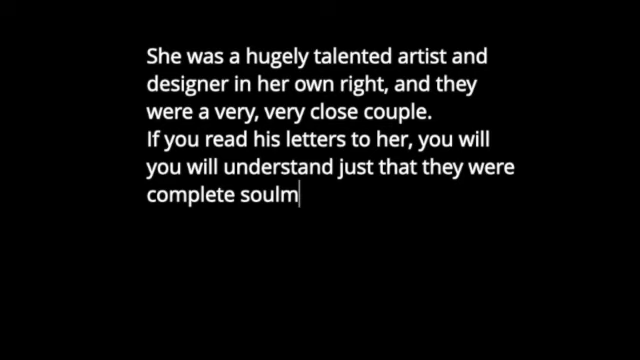 She was a hugely talented artist and
designer in her own right, and they
were a very, very close couple.
If you read his letters to her, you will
you will understand just that they were
complete soulm